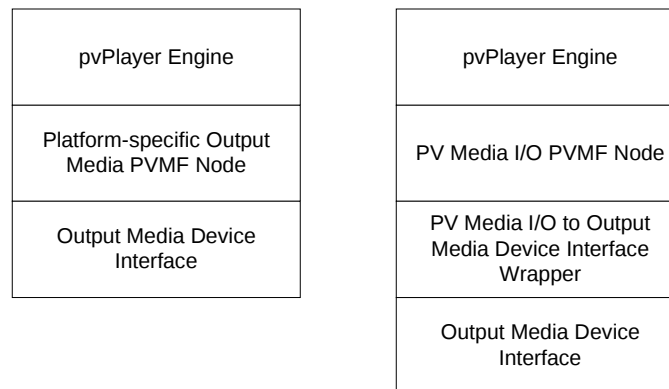 pvPlayer Engine
Platform-specific Output
Media PVMF Node
Output Media Device
Interface
pvPlayer Engine
PV Media I/O PVMF Node
PV Media I/O to Output
Media Device Interface
Wrapper
Output Media Device
Interface